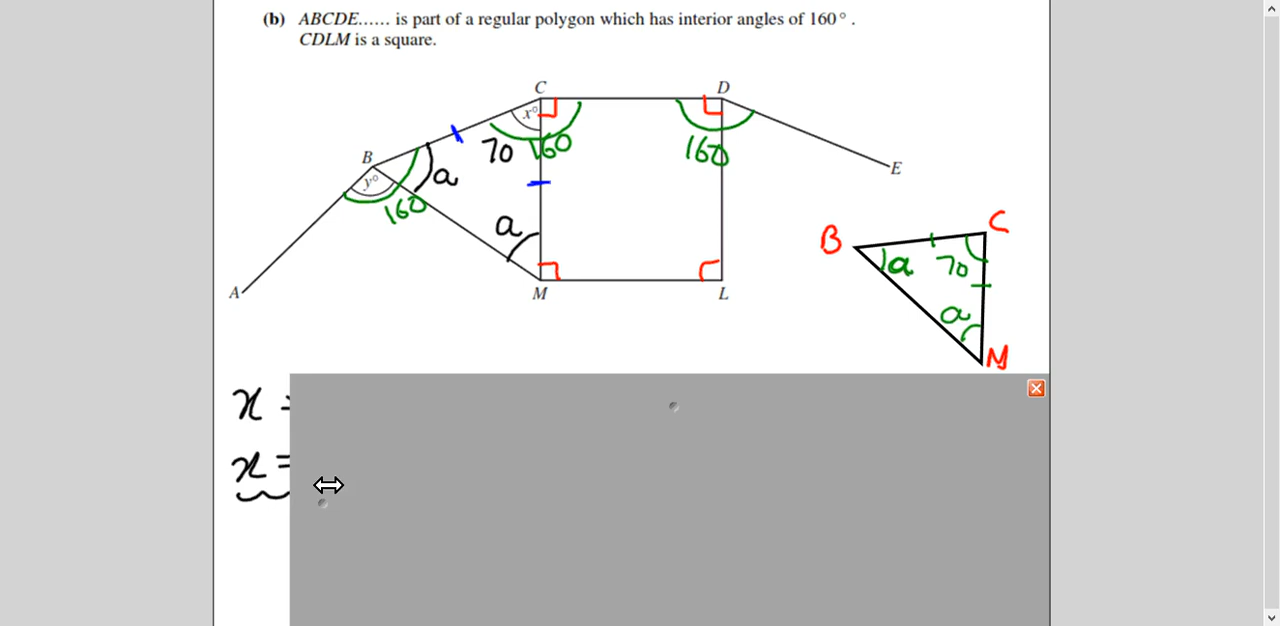 (b) ABCDE...... is part of a regular polygon which has interior angles of 160°.
CDLM is a square.
C
D
x°
70
160
160
B
a
y°
160
E
a
A
M
L
B
C
a
70
a
M
x =
x =